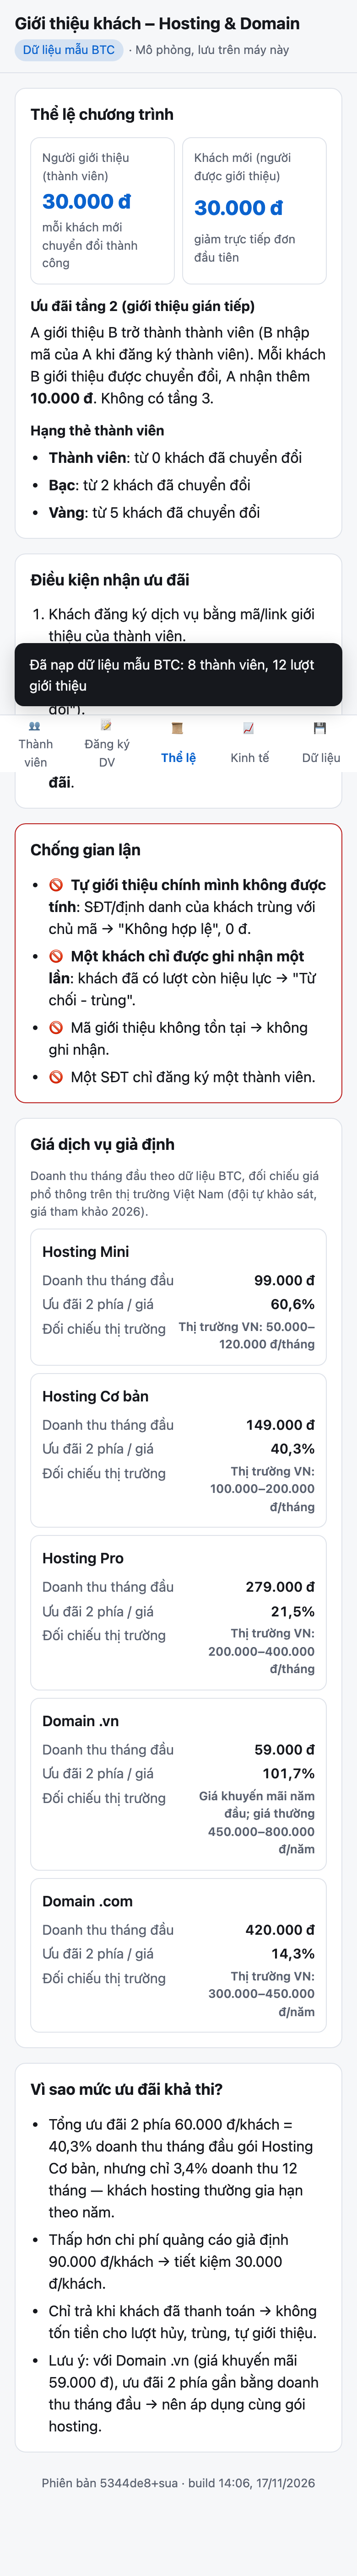 Giới thiệu khách – Hosting & Domain
Dữ liệu mẫu BTC · Mô phỏng, lưu trên máy này
Thể lệ chương trình
Người giới thiệu
(thành viên)
30.000 đ
mỗi khách mới
chuyển đổi thành
công
Khách mới (người
được giới thiệu)
30.000 đ
giảm trực tiếp đơn
đầu tiên
Ưu đãi tầng 2 (giới thiệu gián tiếp)
A giới thiệu B trở thành thành viên (B nhập
mã của A khi đăng ký thành viên). Mỗi khách
B giới thiệu được chuyển đổi, A nhận thêm
10.000 đ. Không có tầng 3.
Hạng thẻ thành viên
• Thành viên: từ 0 khách đã chuyển đổi
• Bạc: từ 2 khách đã chuyển đổi
• Vàng: từ 5 khách đã chuyển đổi
Điều kiện nhận ưu đãi
1. Khách đăng ký dịch vụ bằng mã/link giới
thiệu của thành viên.
Đã nạp dữ liệu mẫu BTC: 8 thành viên, 12 lượt
giới thiệu
đổi").
Thành
viên
Đăng ký
DV
Thể lệ
Kinh tế
Dữ liệu
đãi.
Chống gian lận
• 🚫 Tự giới thiệu chính mình không được
tính: SĐT/định danh của khách trùng với
chủ mã → "Không hợp lệ", 0 đ.
• 🚫 Một khách chỉ được ghi nhận một
lần: khách đã có lượt còn hiệu lực → "Từ
chối - trùng".
• 🚫 Mã giới thiệu không tồn tại → không
ghi nhận.
• 🚫 Một SĐT chỉ đăng ký một thành viên.
Giá dịch vụ giả định
Doanh thu tháng đầu theo dữ liệu BTC, đối chiếu giá
phổ thông trên thị trường Việt Nam (đội tự khảo sát,
giá tham khảo 2026).
Hosting Mini
Doanh thu tháng đầu 99.000 đ
Ưu đãi 2 phía / giá 60,6%
Đối chiếu thị trường Thị trường VN: 50.000–
120.000 đ/tháng
Hosting Cơ bản
Doanh thu tháng đầu 149.000 đ
Ưu đãi 2 phía / giá 40,3%
Đối chiếu thị trường Thị trường VN:
100.000–200.000
đ/tháng
Hosting Pro
Doanh thu tháng đầu 279.000 đ
Ưu đãi 2 phía / giá 21,5%
Đối chiếu thị trường Thị trường VN:
200.000–400.000
đ/tháng
Domain .vn
Doanh thu tháng đầu 59.000 đ
Ưu đãi 2 phía / giá 101,7%
Đối chiếu thị trường Giá khuyến mãi năm
đầu; giá thường
450.000–800.000
đ/năm
Domain .com
Doanh thu tháng đầu 420.000 đ
Ưu đãi 2 phía / giá 14,3%
Đối chiếu thị trường Thị trường VN:
300.000–450.000
đ/năm
Vì sao mức ưu đãi khả thi?
• Tổng ưu đãi 2 phía 60.000 đ/khách =
40,3% doanh thu tháng đầu gói Hosting
Cơ bản, nhưng chỉ 3,4% doanh thu 12
tháng — khách hosting thường gia hạn
theo năm.
• Thấp hơn chi phí quảng cáo giả định
90.000 đ/khách → tiết kiệm 30.000
đ/khách.
• Chỉ trả khi khách đã thanh toán → không
tốn tiền cho lượt hủy, trùng, tự giới thiệu.
• Lưu ý: với Domain .vn (giá khuyến mãi
59.000 đ), ưu đãi 2 phía gần bằng doanh
thu tháng đầu → nên áp dụng cùng gói
hosting.
Phiên bản 5344de8+sua · build 14:06, 17/11/2026